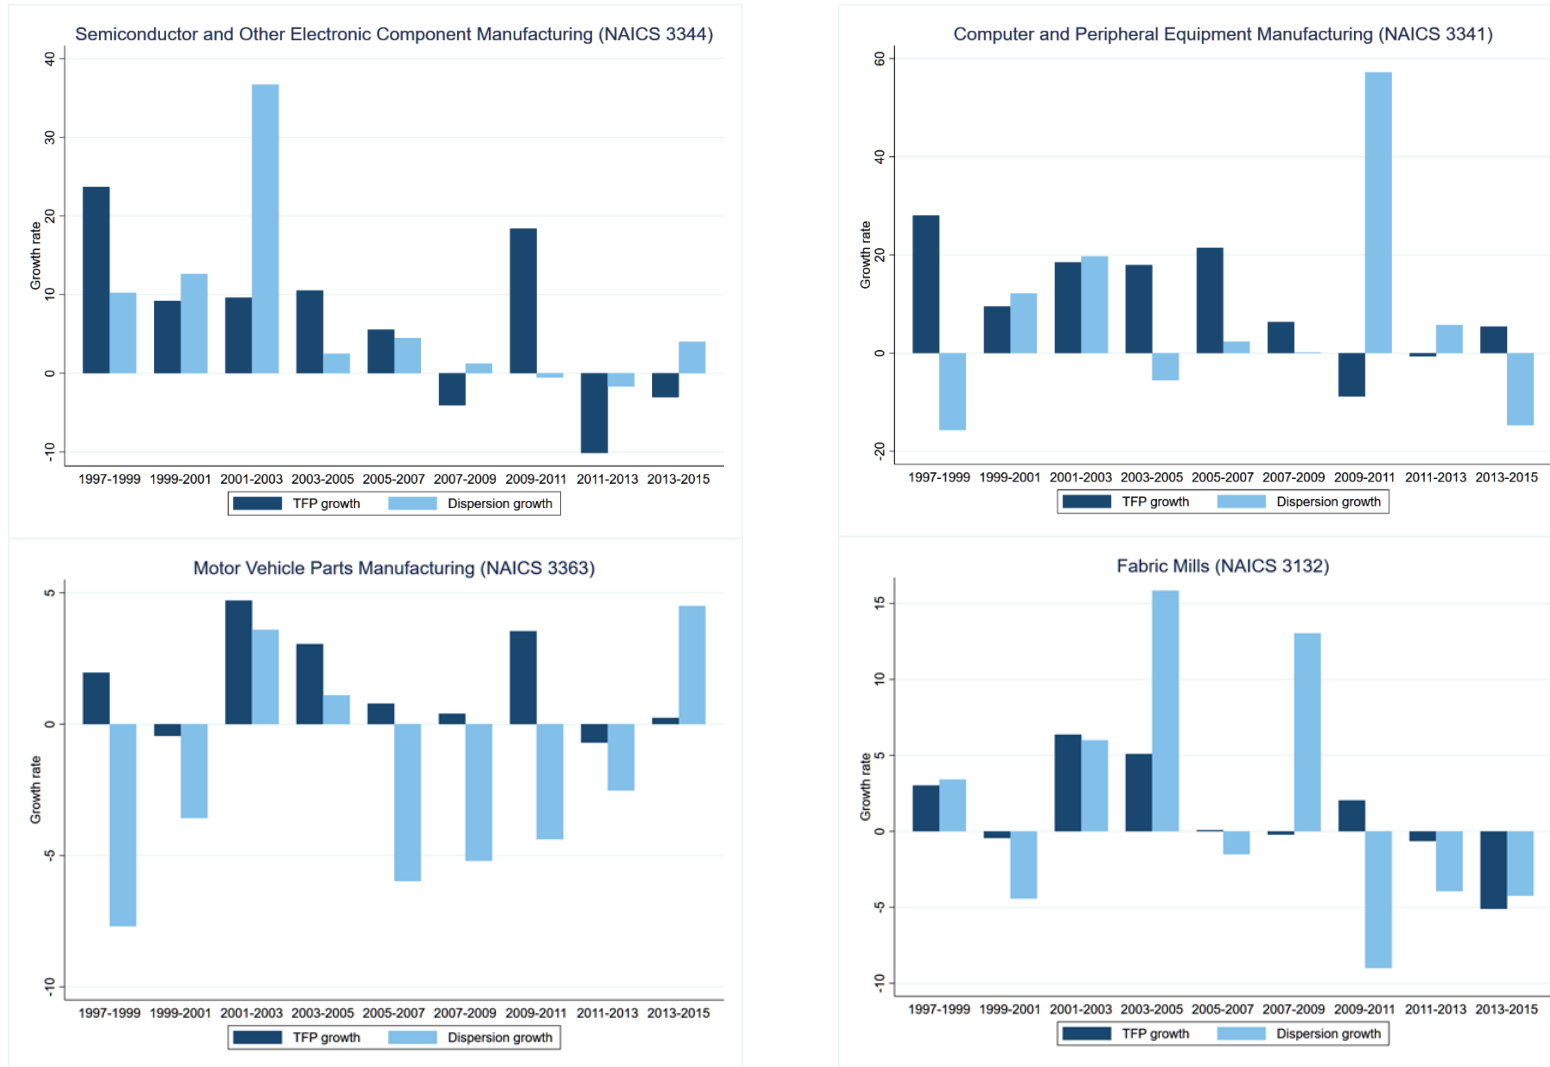 Semiconductor and Other Electronic Component Manufacturing (NAICS 3344)
Growth rate
40
30
20
10
0
-10
1997-1999 1999-2001 2001-2003 2003-2005 2005-2007 2007-2009 2009-2011 2011-2013 2013-2015
TFP growth Dispersion growth
Computer and Peripheral Equipment Manufacturing (NAICS 3341)
Growth rate
60
40
20
0
-20
1997-1999 1999-2001 2001-2003 2003-2005 2005-2007 2007-2009 2009-2011 2011-2013 2013-2015
TFP growth Dispersion growth
Motor Vehicle Parts Manufacturing (NAICS 3363)
Growth rate
5
0
-5
-10
1997-1999 1999-2001 2001-2003 2003-2005 2005-2007 2007-2009 2009-2011 2011-2013 2013-2015
TFP growth Dispersion growth
Fabric Mills (NAICS 3132)
Growth rate
15
10
5
0
-5
-10
1997-1999 1999-2001 2001-2003 2003-2005 2005-2007 2007-2009 2009-2011 2011-2013 2013-2015
TFP growth Dispersion growth